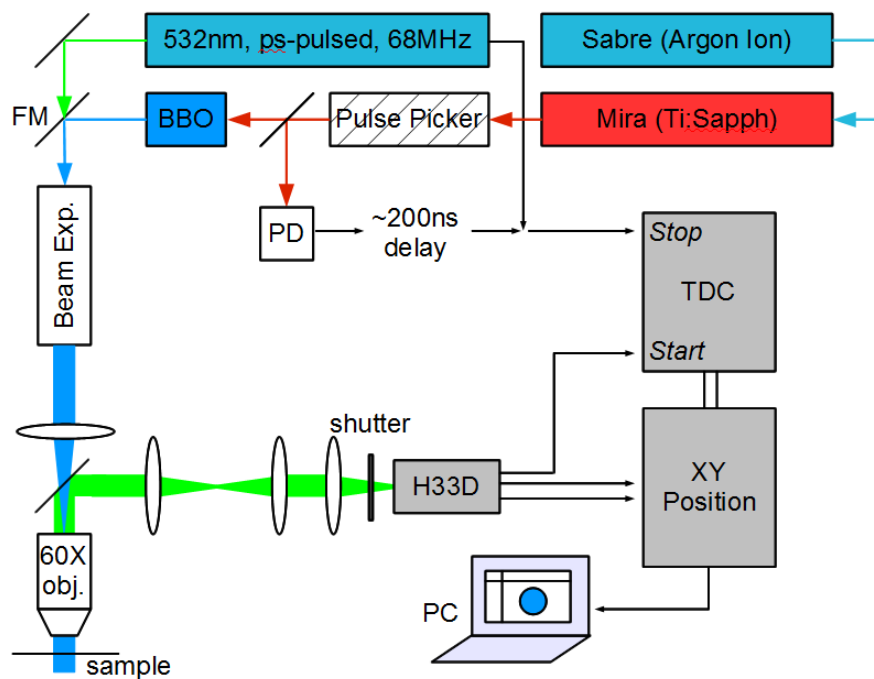 532nm, ps-pulsed, 68MHz
Sabre (Argon Ion)
FM
BBO
Pulse Picker
Mira (Ti:Sapph)
Beam Exp.
PD
~200ns
delay
Stop
TDC
Start
shutter
H33D
XY
Position
60X
obj.
PC
sample